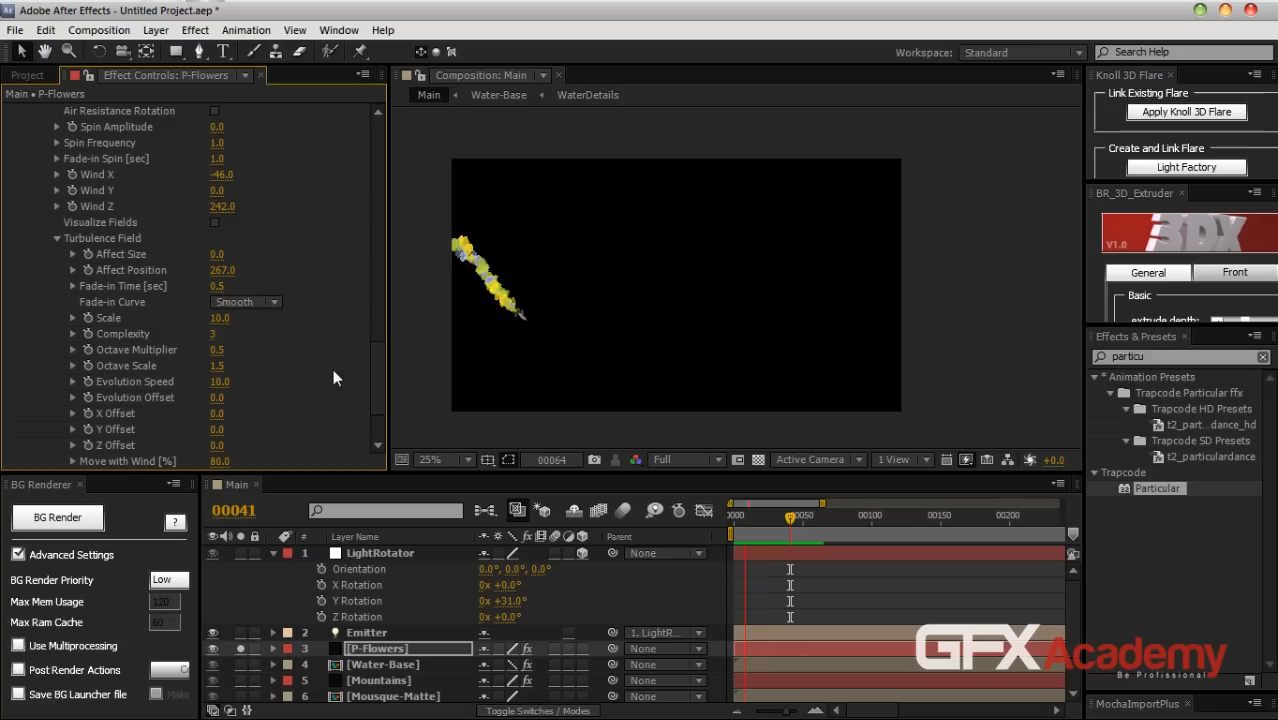 Adobe After Effects - Untitled Project.aep *
File Edit Composition Layer Effect Animation View Window Help
Workspace: Standard Search Help
Project Effect Controls: P-Flowers
Main • P-Flowers
Air Resistance Rotation
Spin Amplitude 0.0
Spin Frequency 1.0
Fade-in Spin [sec] 1.0
Wind X -46.0
Wind Y 0.0
Wind Z 242.0
Visualize Fields
Turbulence Field
Affect Size 0.0
Affect Position 267.0
Fade-in Time [sec] 0.5
Fade-in Curve Smooth
Scale 10.0
Complexity 3
Octave Multiplier 0.5
Octave Scale 1.5
Evolution Speed 10.0
Evolution Offset 0.0
X Offset 0.0
Y Offset 0.0
Z Offset 0.0
Move with Wind [%] 80.0
Composition: Main
Main Water-Base WaterDetails
25% 00064 Full Active Camera 1 View +0.0
Knoll 3D Flare
Link Existing Flare
Apply Knoll 3D Flare
Create and Link Flare
Light Factory
BR_3D_Extruder
3DX
V1.0
General Front
Basic
extrude depth:
Effects & Presets
particu
* Animation Presets
Trapcode Particular ffx
Trapcode HD Presets
t2_part...dance_hd
Trapcode SD Presets
t2_particulardance
Trapcode
Particular
MochaImportPlus
BG Renderer
BG Render
?
Advanced Settings
BG Render Priority Low
Max Mem Usage 120
Max Ram Cache 60
Use Multiprocessing
Post Render Actions
Save BG Launcher file
Main
00041
# Layer Name Parent
0000 00050 00100 00150 00200
1 LightRotator None
Orientation 0.0°, 0.0°, 0.0°
X Rotation 0x +0.0°
Y Rotation 0x +31.0°
Z Rotation 0x +0.0°
2 Emitter 1. LightR...
3 [P-Flowers] None
4 [Water-Base] None
5 [Mountains] None
6 [Mousque-Matte] None
Toggle Switches / Modes
GFXAcademy
Be Profissional